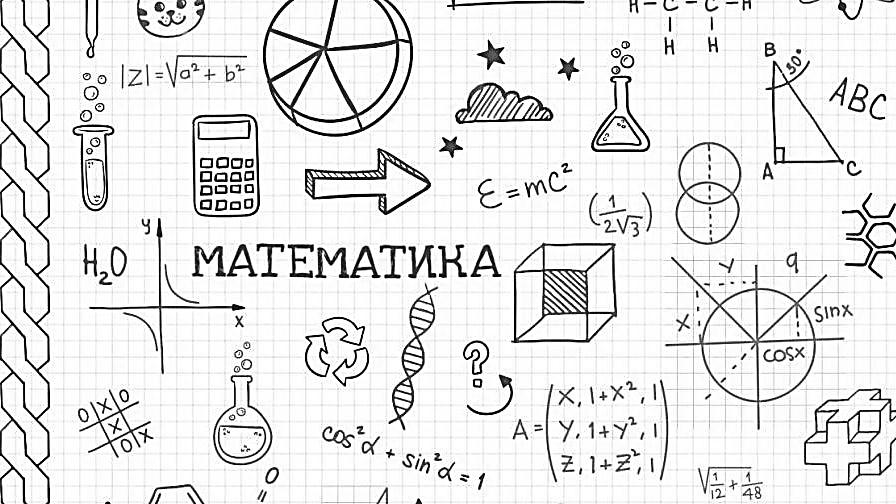 H-C-C-H
H H
|Z|=√a²+b²
B
30°
ABC
A
C
ε=mc²
(1/2√3)
y
H₂O
МАТЕМАТИКА
x
y
q
x
sinx
cosx
?
O|X|O
X
O|X
cos²α + sin²α = 1
A=
X, 1+X², 1
Y, 1+Y², 1
Z, 1+Z², 1
√1/12 + 1/48
O